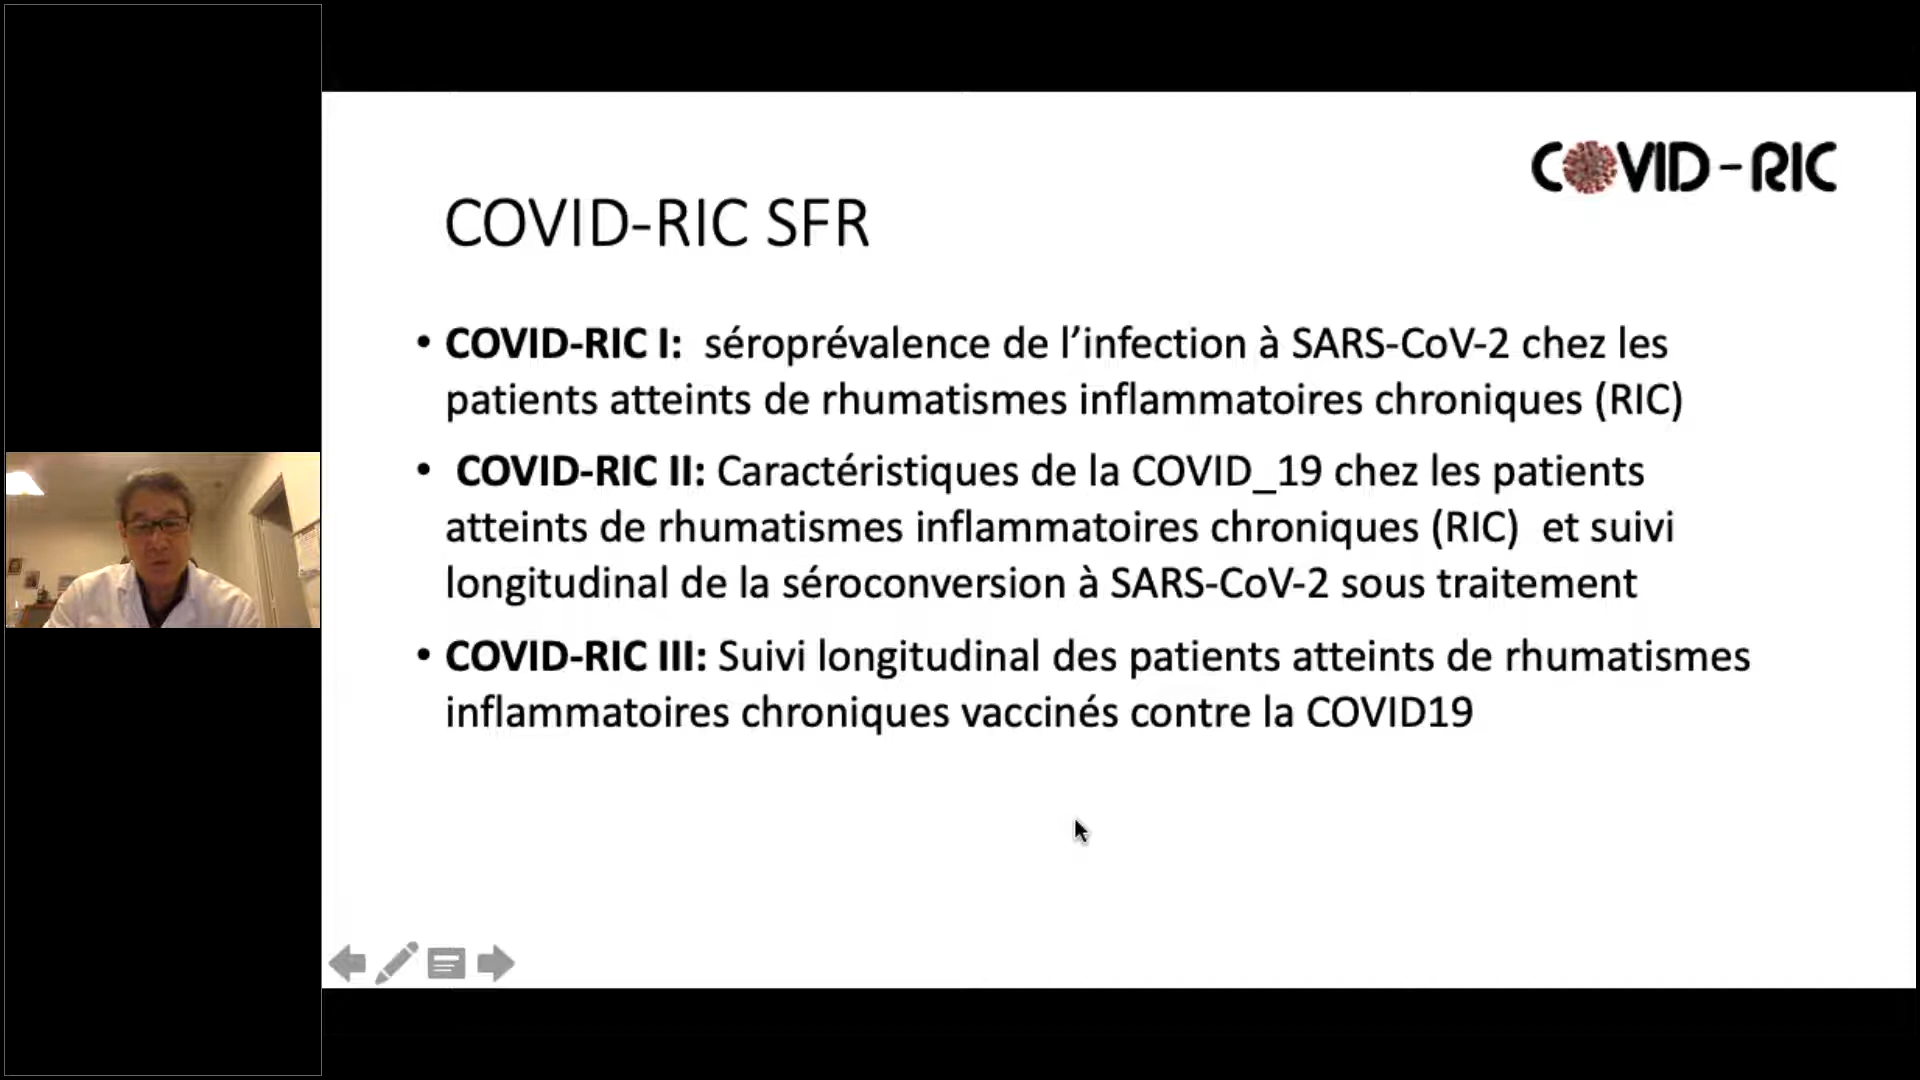 COVID-RIC
COVID-RIC SFR
• COVID-RIC I: séroprévalence de l’infection à SARS-CoV-2 chez les
patients atteints de rhumatismes inflammatoires chroniques (RIC)
• COVID-RIC II: Caractéristiques de la COVID_19 chez les patients
atteints de rhumatismes inflammatoires chroniques (RIC) et suivi
longitudinal de la séroconversion à SARS-CoV-2 sous traitement
• COVID-RIC III: Suivi longitudinal des patients atteints de rhumatismes
inflammatoires chroniques vaccinés contre la COVID19